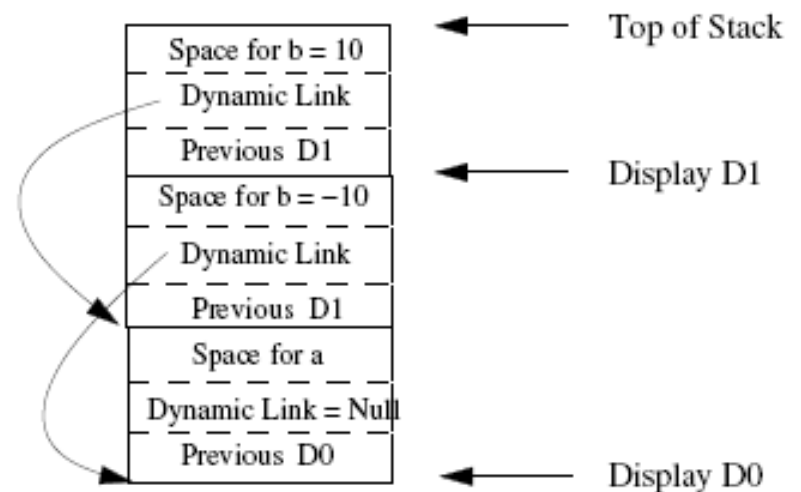 Top of Stack
Space for b = 10
Dynamic Link
Previous D1
Display D1
Space for b = −10
Dynamic Link
Previous D1
Space for a
Dynamic Link = Null
Previous D0
Display D0